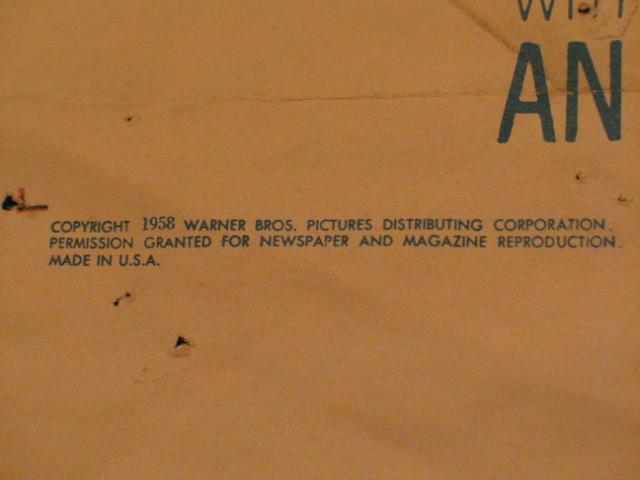 AN
COPYRIGHT 1958 WARNER BROS. PICTURES DISTRIBUTING CORPORATION.
PERMISSION GRANTED FOR NEWSPAPER AND MAGAZINE REPRODUCTION.
MADE IN U.S.A.